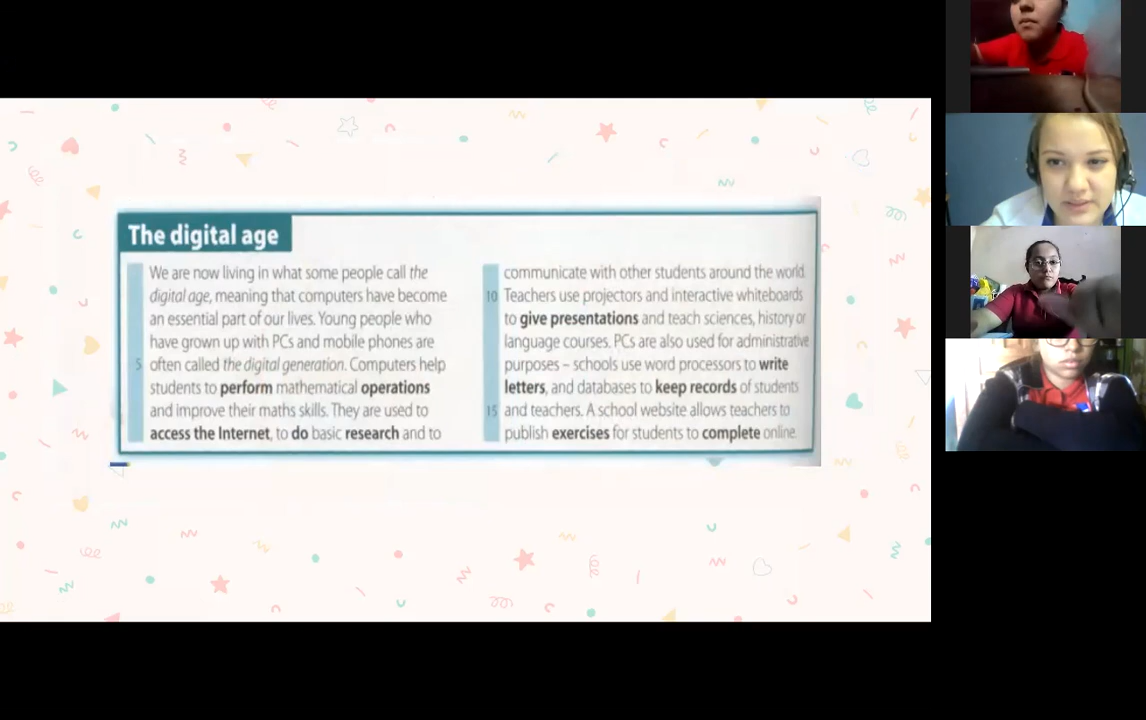 The digital age
We are now living in what some people call the
digital age, meaning that computers have become
an essential part of our lives. Young people who
have grown up with PCs and mobile phones are
5 often called the digital generation. Computers help
students to perform mathematical operations
and improve their maths skills. They are used to
access the Internet, to do basic research and to
communicate with other students around the world.
10 Teachers use projectors and interactive whiteboards
to give presentations and teach sciences, history or
language courses. PCs are also used for administrative
purposes – schools use word processors to write
letters, and databases to keep records of students
15 and teachers. A school website allows teachers to
publish exercises for students to complete online.